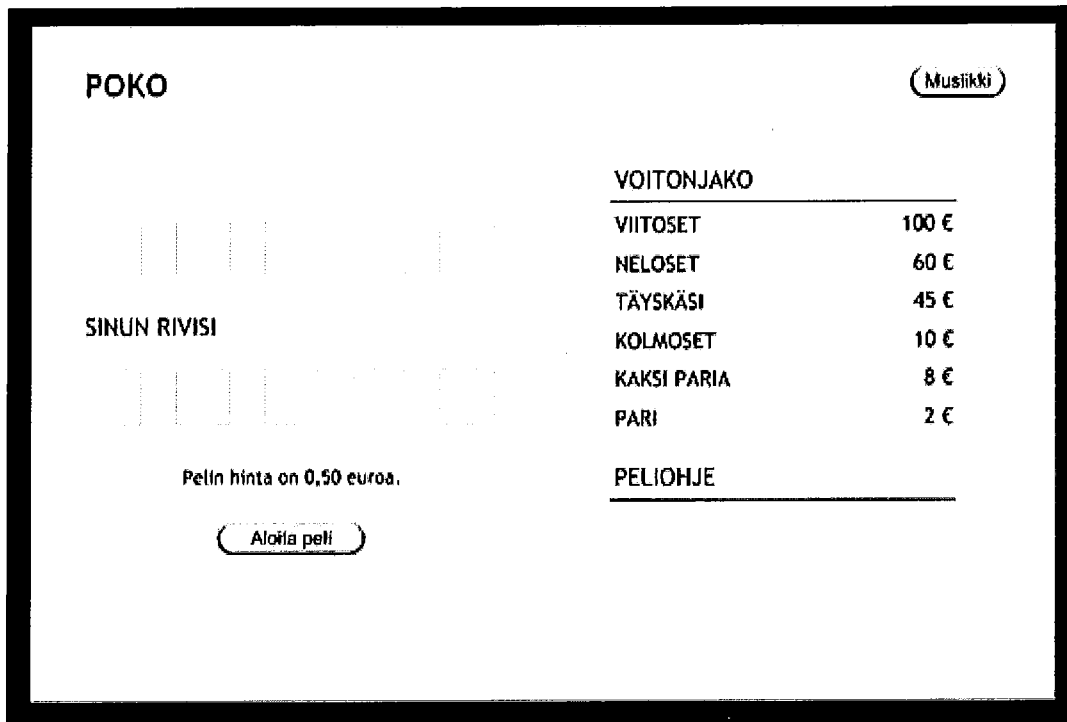 POKO
Musiikki
SINUN RIVISI
Pelin hinta on 0,50 euroa.
Aloita peli
VOITONJAKO
VIITOSET 100 €
NELOSET 60 €
TÄYSKÄSI 45 €
KOLMOSET 10 €
KAKSI PARIA 8 €
PARI 2 €
PELIOHJE